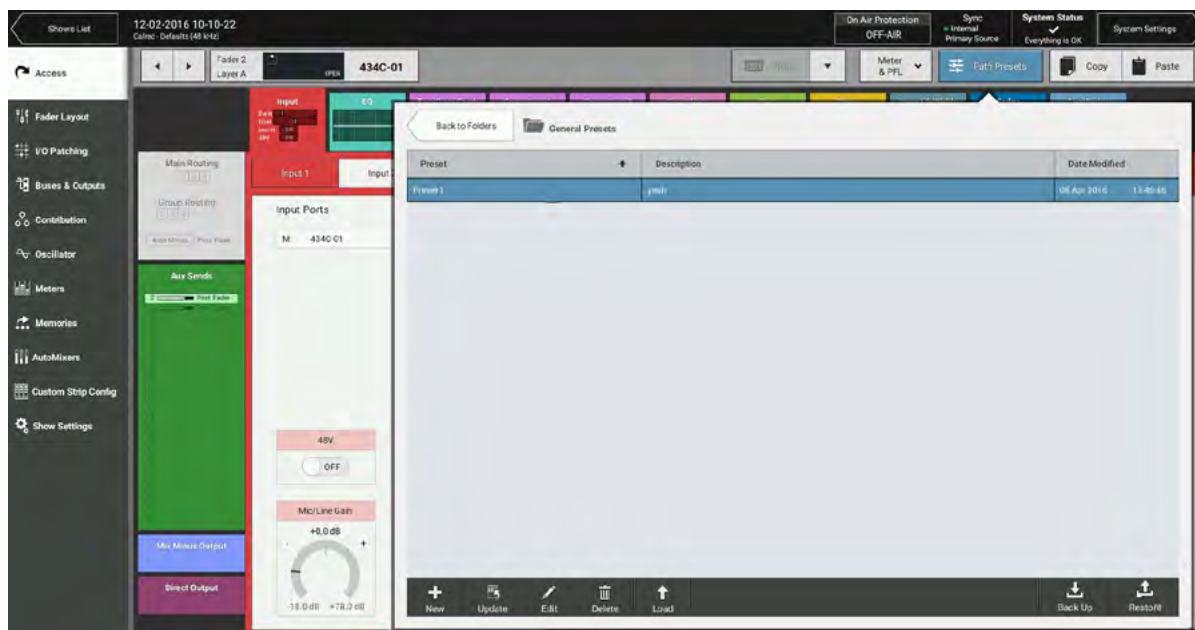 Shows List
12-02-2016 10-10-22
Calrec - Defaults (48 kHz)
On Air Protection
OFF-AIR
Sync
Internal
Primary Source
System Status
Everything is OK
System Settings
Access
Fader 2
Layer A
OPEN
434C-01
Meter
& PFL
Path Presets
Copy
Paste
Fader Layout
I/O Patching
Buses & Outputs
Contribution
Oscillator
Meters
Memories
AutoMixers
Custom Strip Config
Show Settings
Main Routing
Group Routing
Aux Sends
2 Post Fader
Mix Minus Output
Direct Output
Input
EQ
Input 1
Input
Input Ports
M: 434C-01
48V
OFF
Mic/Line Gain
+0.0 dB
- +
-18.0 dB +78.0 dB
Back to Folders
General Presets
Preset
Description
Date Modified
Preset1
08 Apr 2016
New
Update
Edit
Delete
Load
Back Up
Restore